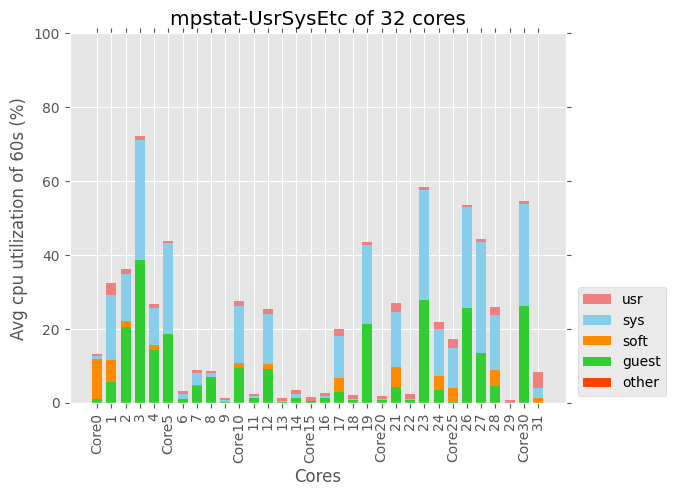 mpstat-UsrSysEtc of 32 cores
Avg cpu utilization of 60s (%)
100
80
60
40
20
0
Core0
1
2
3
4
Core5
6
7
8
9
Core10
11
12
13
14
Core15
16
17
18
19
Core20
21
22
23
24
Core25
26
27
28
29
Core30
31
Cores
usr
sys
soft
guest
other